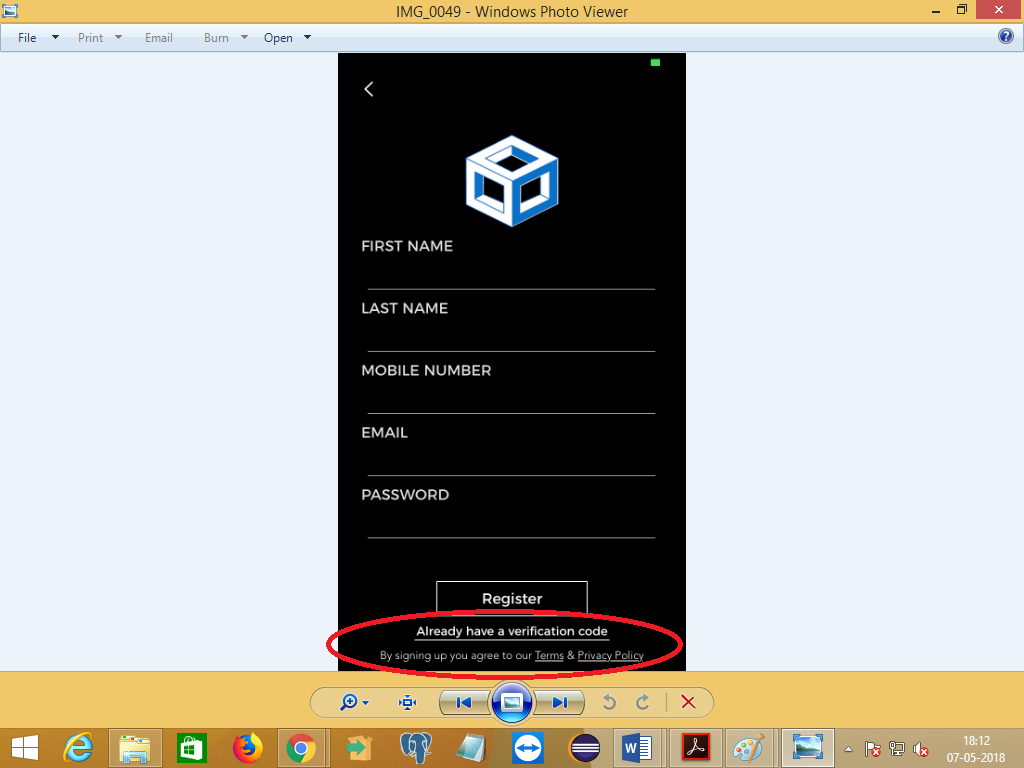 IMG_0049 - Windows Photo Viewer
File Print Email Burn Open
FIRST NAME
LAST NAME
MOBILE NUMBER
EMAIL
PASSWORD
Register
Already have a verification code
By signing up you agree to our Terms & Privacy Policy
18:12
07-05-2018